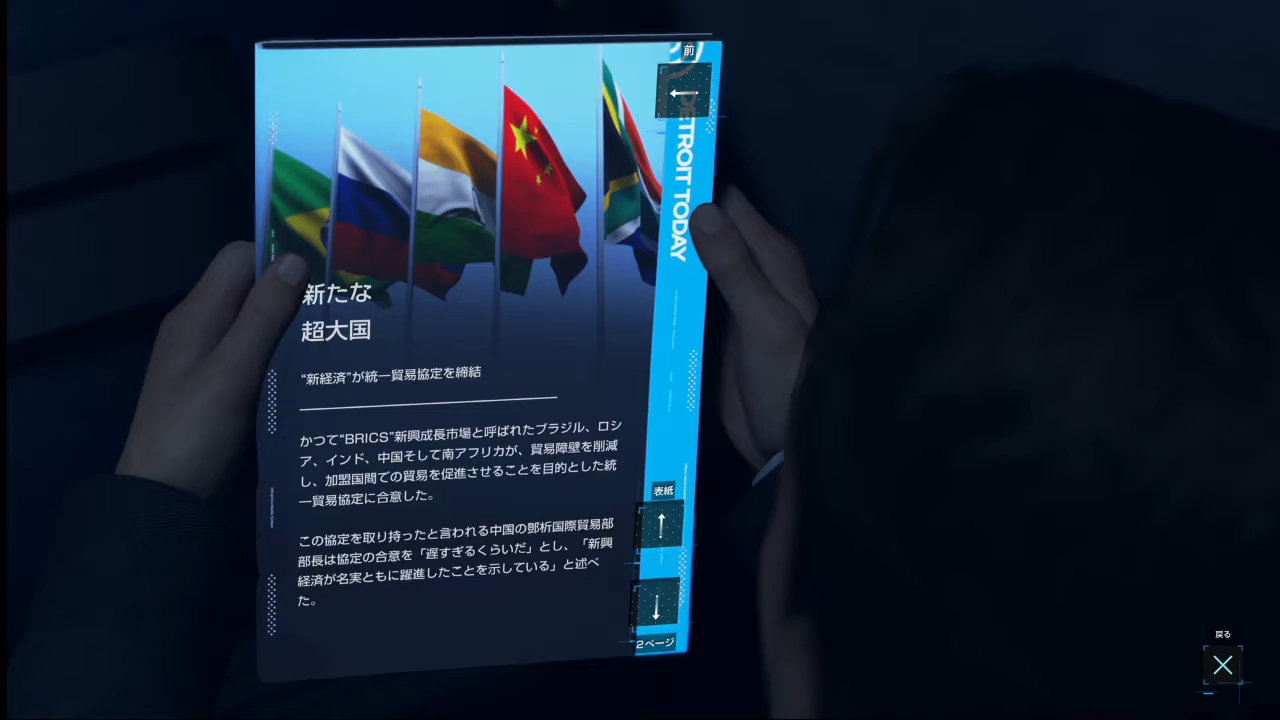 前
DETROIT TODAY
新たな
超大国
“新経済”が統一貿易協定を締結
かつて“BRICS”新興成長市場と呼ばれたブラジル、ロシ
ア、インド、中国そして南アフリカが、貿易障壁を削減
し、加盟国間での貿易を促進させることを目的とした統
一貿易協定に合意した。
この協定を取り持ったと言われる中国の鄧析国際貿易部
部長は協定の合意を「遅すぎるくらいだ」とし、「新興
経済が名実ともに躍進したことを示している」と述べ
た。
表紙
2ページ
戻る